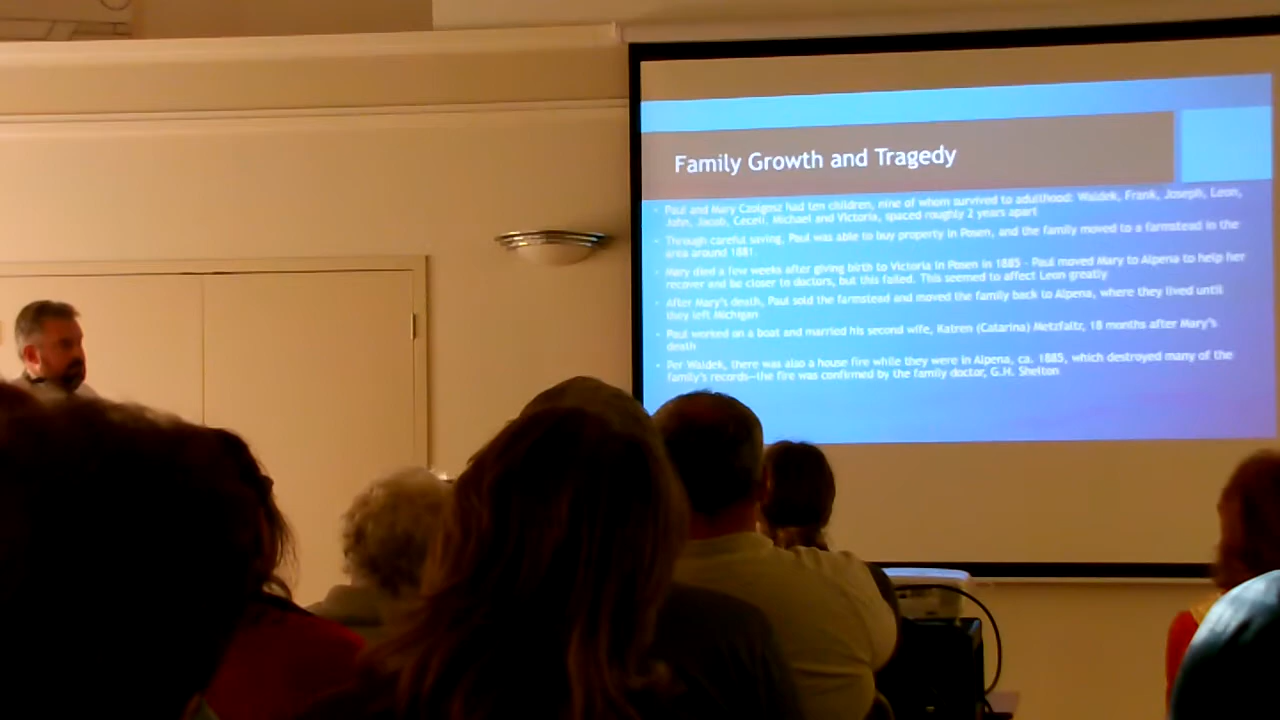 Family Growth and Tragedy
Paul and Mary Czolgosz had ten children, nine of whom survived to adulthood: Waldek, Frank, Joseph, Leon,
John, Jacob, Ceceli, Michael and Victoria, spaced roughly 2 years apart
Through careful saving, Paul was able to buy property in Posen, and the family moved to a farmstead in the
area around 1881.
Mary died a few weeks after giving birth to Victoria in Posen in 1885 - Paul moved Mary to Alpena to help her
recover and be closer to doctors, but this failed. This seemed to affect Leon greatly
After Mary's death, Paul sold the farmstead and moved the family back to Alpena, where they lived until
they left Michigan
Paul worked on a boat and married his second wife, Katren (Catarina) Metzfaltr, 18 months after Mary's
death
Per Waldek, there was also a house fire while they were in Alpena, ca. 1885, which destroyed many of the
family's records—the fire was confirmed by the family doctor, G.H. Shelton